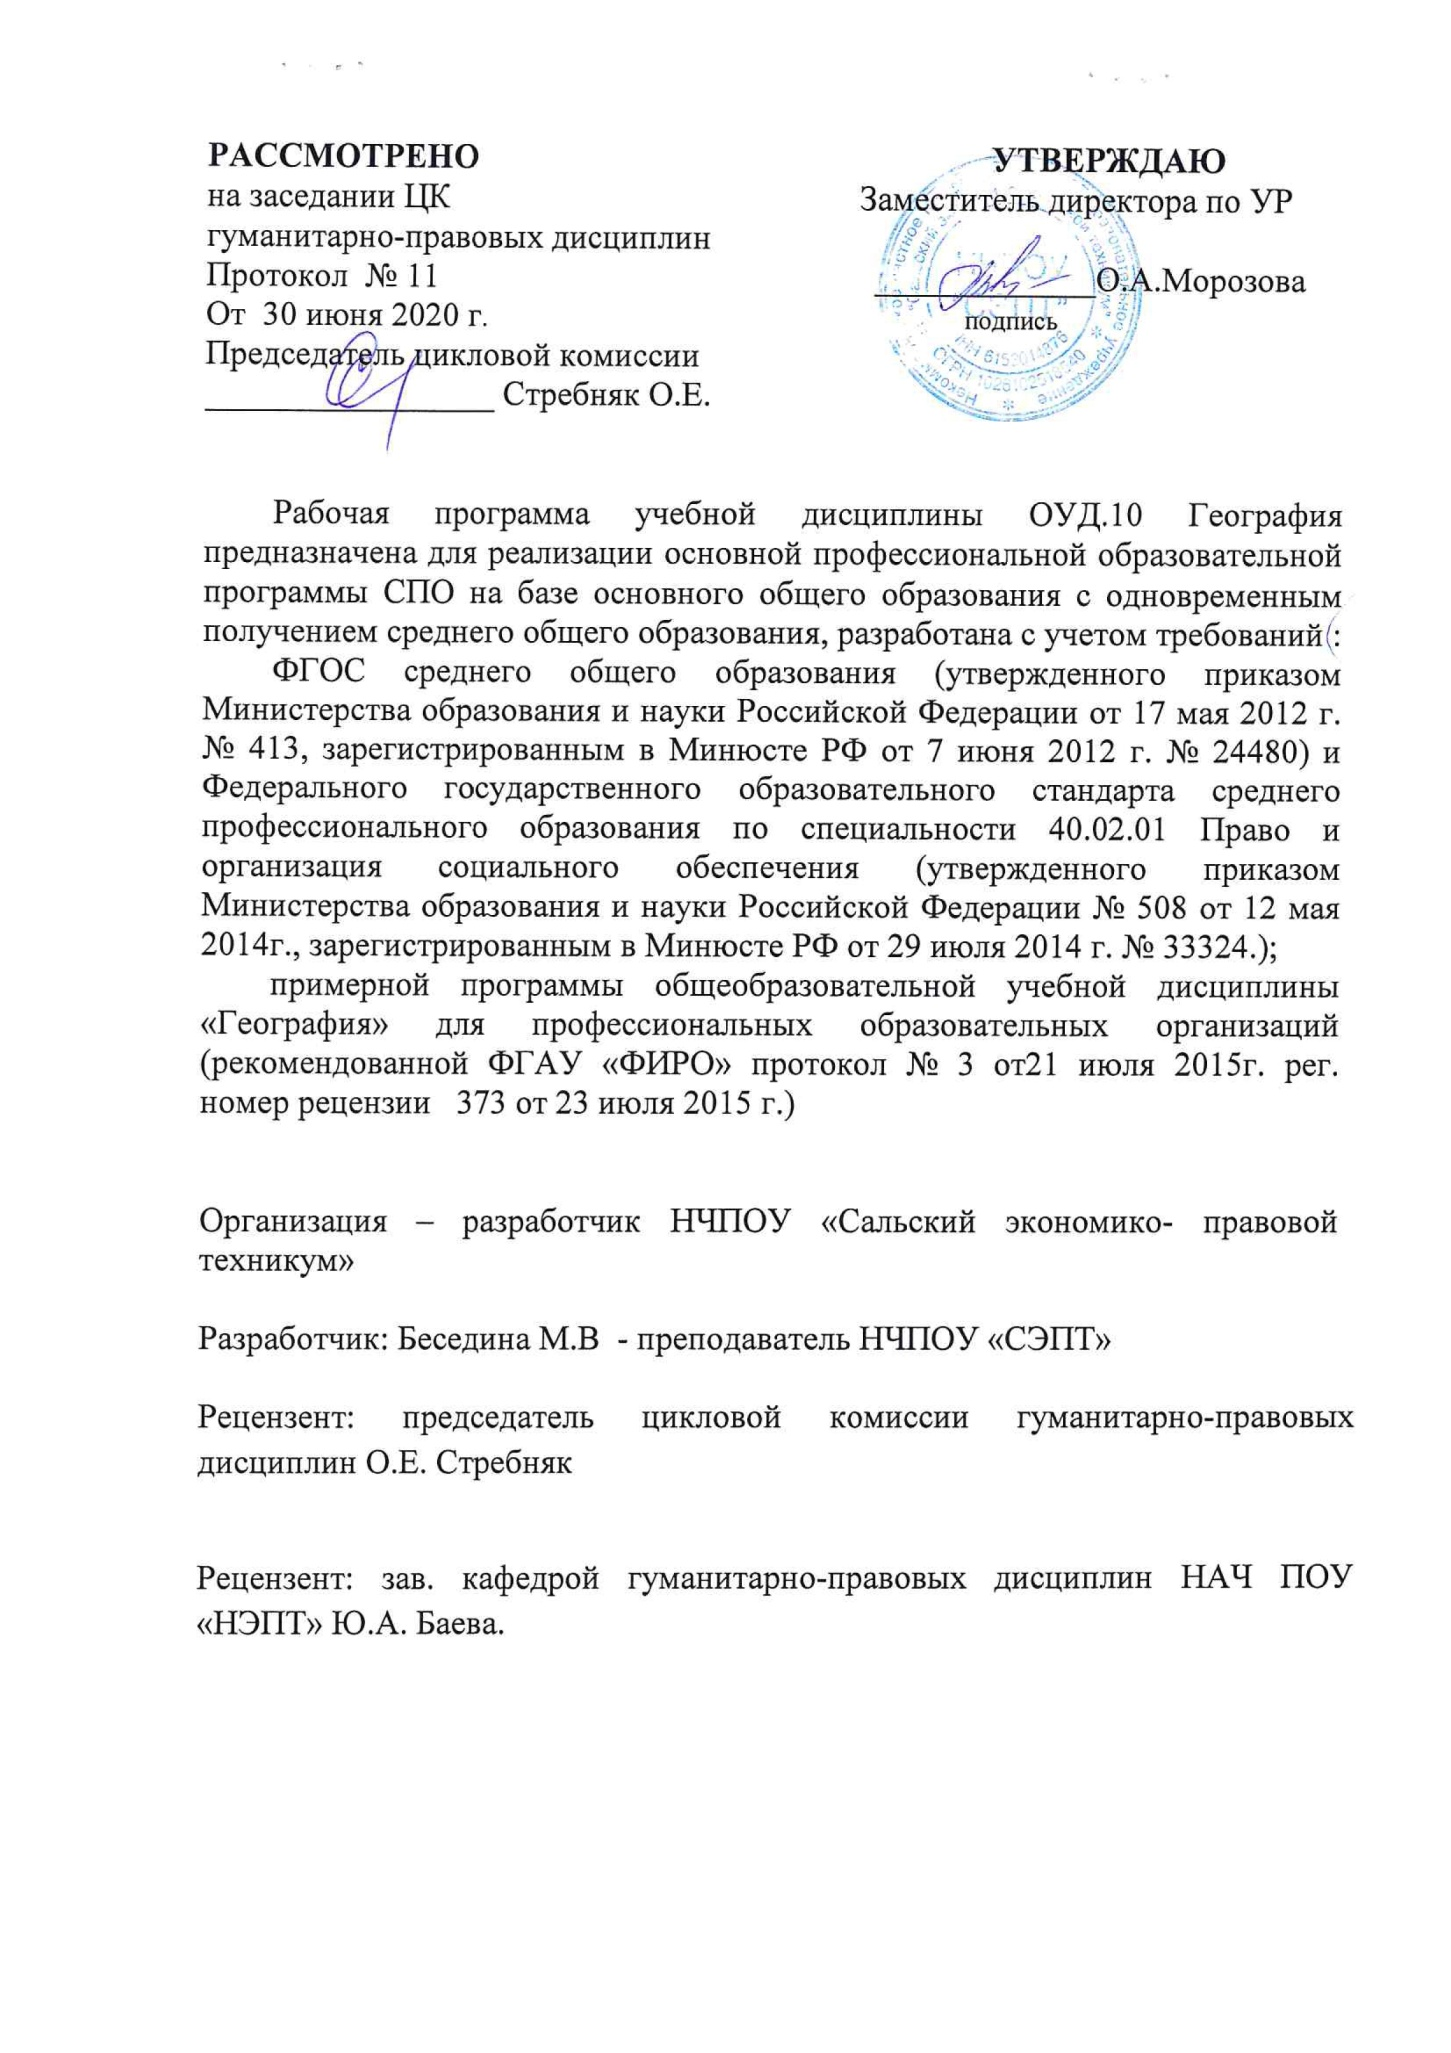 РАССМОТРЕНО
на заседании ЦК
гуманитарно-правовых дисциплин
Протокол  № 11
От  30 июня 2020 г.
Председатель цикловой комиссии
_________________ Стребняк О.Е.
УТВЕРЖДАЮ
Заместитель директора по УР
_____________О.А.Морозова
подпись
Рабочая программа учебной дисциплины ОУД.10 География
предназначена для реализации основной профессиональной образовательной
программы СПО на базе основного общего образования с одновременным
получением среднего общего образования, разработана с учетом требований :
ФГОС среднего общего образования (утвержденного приказом
Министерства образования и науки Российской Федерации от 17 мая 2012 г.
№ 413, зарегистрированным в Минюсте РФ от 7 июня 2012 г. № 24480) и
Федерального государственного образовательного стандарта среднего
профессионального образования по специальности 40.02.01 Право и
организация социального обеспечения (утвержденного приказом
Министерства образования и науки Российской Федерации № 508 от 12 мая
2014г., зарегистрированным в Минюсте РФ от 29 июля 2014 г. № 33324.);
примерной программы общеобразовательной учебной дисциплины
«География» для профессиональных образовательных организаций
(рекомендованной ФГАУ «ФИРО» протокол № 3 от21 июля 2015г. рег.
номер рецензии   373 от 23 июля 2015 г.)
Организация – разработчик НЧПОУ «Сальский экономико- правовой
техникум»
Разработчик: Беседина М.В  - преподаватель НЧПОУ «СЭПТ»
Рецензент: председатель цикловой комиссии гуманитарно-правовых
дисциплин О.Е. Стребняк
Рецензент: зав. кафедрой гуманитарно-правовых дисциплин НАЧ ПОУ
«НЭПТ» Ю.А. Баева.